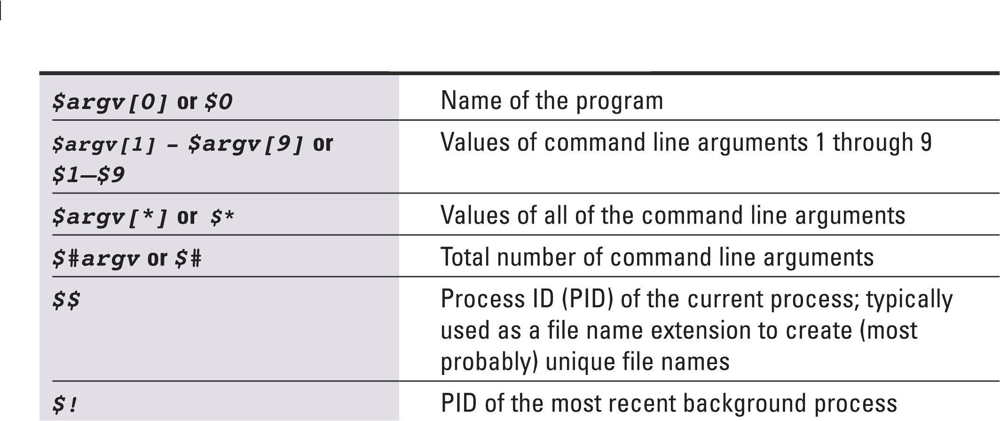 $argv[0] or $0 Name of the program
$argv[1] – $argv[9] or Values of command line arguments 1 through 9
$1—$9
$argv[*] or $* Values of all of the command line arguments
$#argv or $# Total number of command line arguments
$$ Process ID (PID) of the current process; typically
used as a file name extension to create (most
probably) unique file names
$! PID of the most recent background process